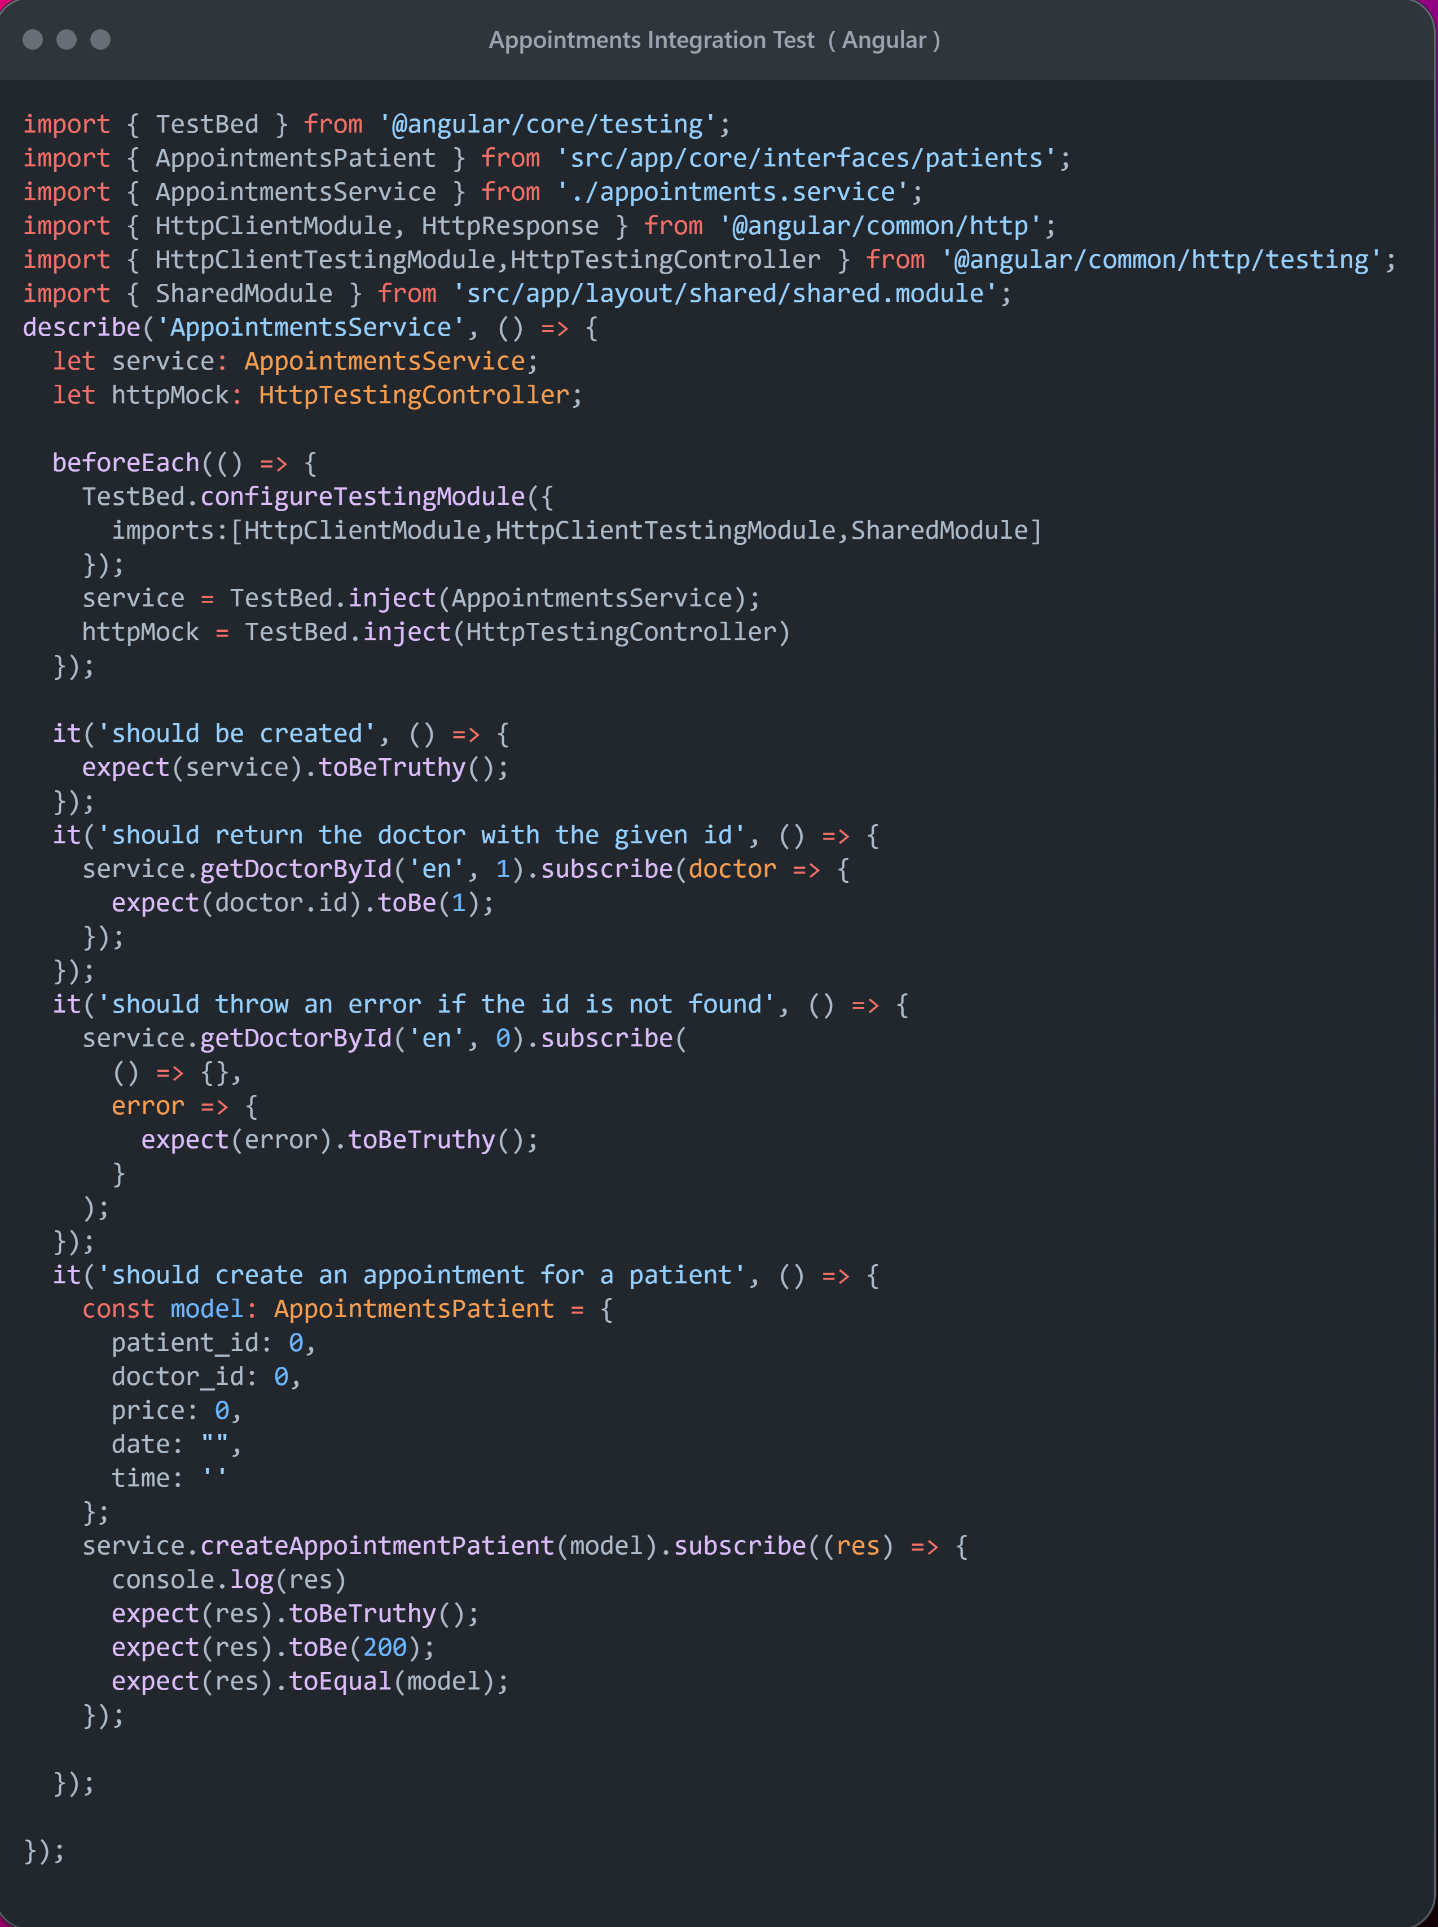 Appointments Integration Test  ( Angular )
import { TestBed } from '@angular/core/testing';
import { AppointmentsPatient } from 'src/app/core/interfaces/patients';
import { AppointmentsService } from './appointments.service';
import { HttpClientModule, HttpResponse } from '@angular/common/http';
import { HttpClientTestingModule,HttpTestingController } from '@angular/common/http/testing';
import { SharedModule } from 'src/app/layout/shared/shared.module';
describe('AppointmentsService', () => {
  let service: AppointmentsService;
  let httpMock: HttpTestingController;

  beforeEach(() => {
    TestBed.configureTestingModule({
      imports:[HttpClientModule,HttpClientTestingModule,SharedModule]
    });
    service = TestBed.inject(AppointmentsService);
    httpMock = TestBed.inject(HttpTestingController)
  });

  it('should be created', () => {
    expect(service).toBeTruthy();
  });
  it('should return the doctor with the given id', () => {
    service.getDoctorById('en', 1).subscribe(doctor => {
      expect(doctor.id).toBe(1);
    });
  });
  it('should throw an error if the id is not found', () => {
    service.getDoctorById('en', 0).subscribe(
      () => {},
      error => {
        expect(error).toBeTruthy();
      }
    );
  });
  it('should create an appointment for a patient', () => {
    const model: AppointmentsPatient = {
      patient_id: 0,
      doctor_id: 0,
      price: 0,
      date: "",
      time: ''
    };
    service.createAppointmentPatient(model).subscribe((res) => {
      console.log(res)
      expect(res).toBeTruthy();
      expect(res).toBe(200);
      expect(res).toEqual(model);
    });

  });

});